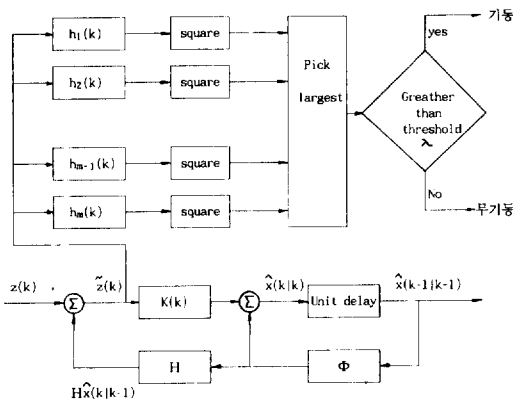 h₁(k)
square
h₂(k)
square
hₘ₋₁(k)
square
hₘ(k)
square
Pick
largest
Greather
than
threshold
λ
yes
기동
No
무기동
z(k)
Σ
z̃(k)
K(k)
Σ
x̂(k|k)
Unit delay
x̂(k-1|k-1)
H
Φ
Hx̂(k|k-1)